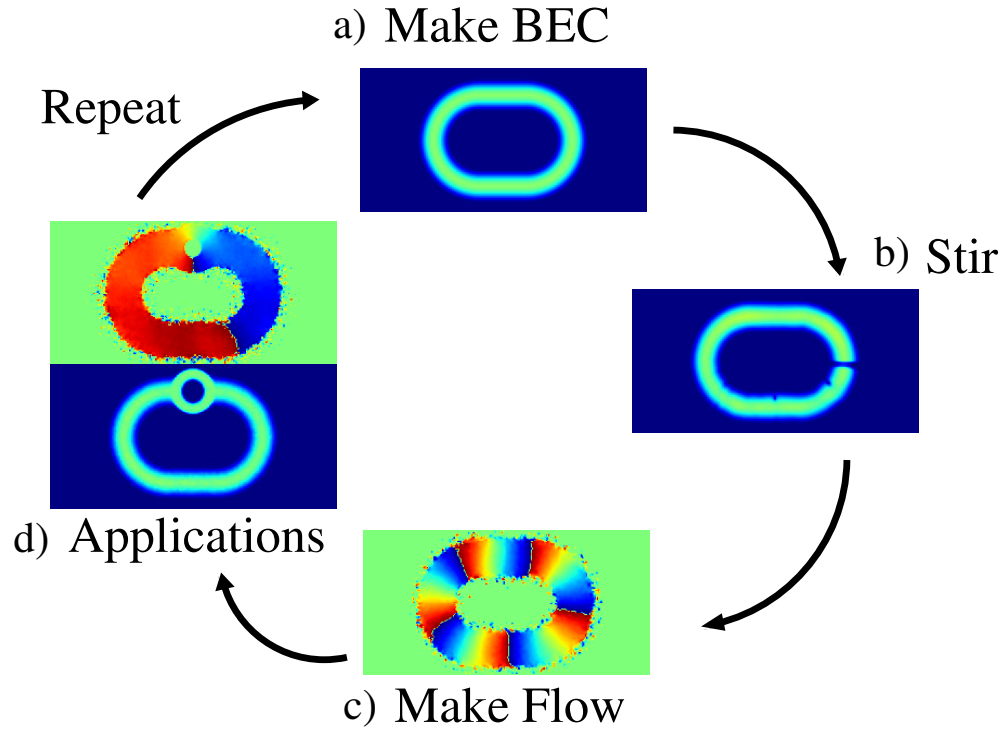 a) Make BEC
Repeat
b) Stir
d) Applications
c) Make Flow